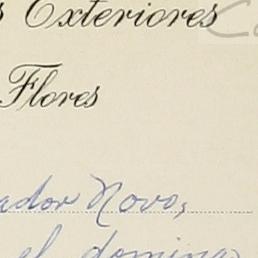 s Exteriores
Flores
ador Novo,
el domingo